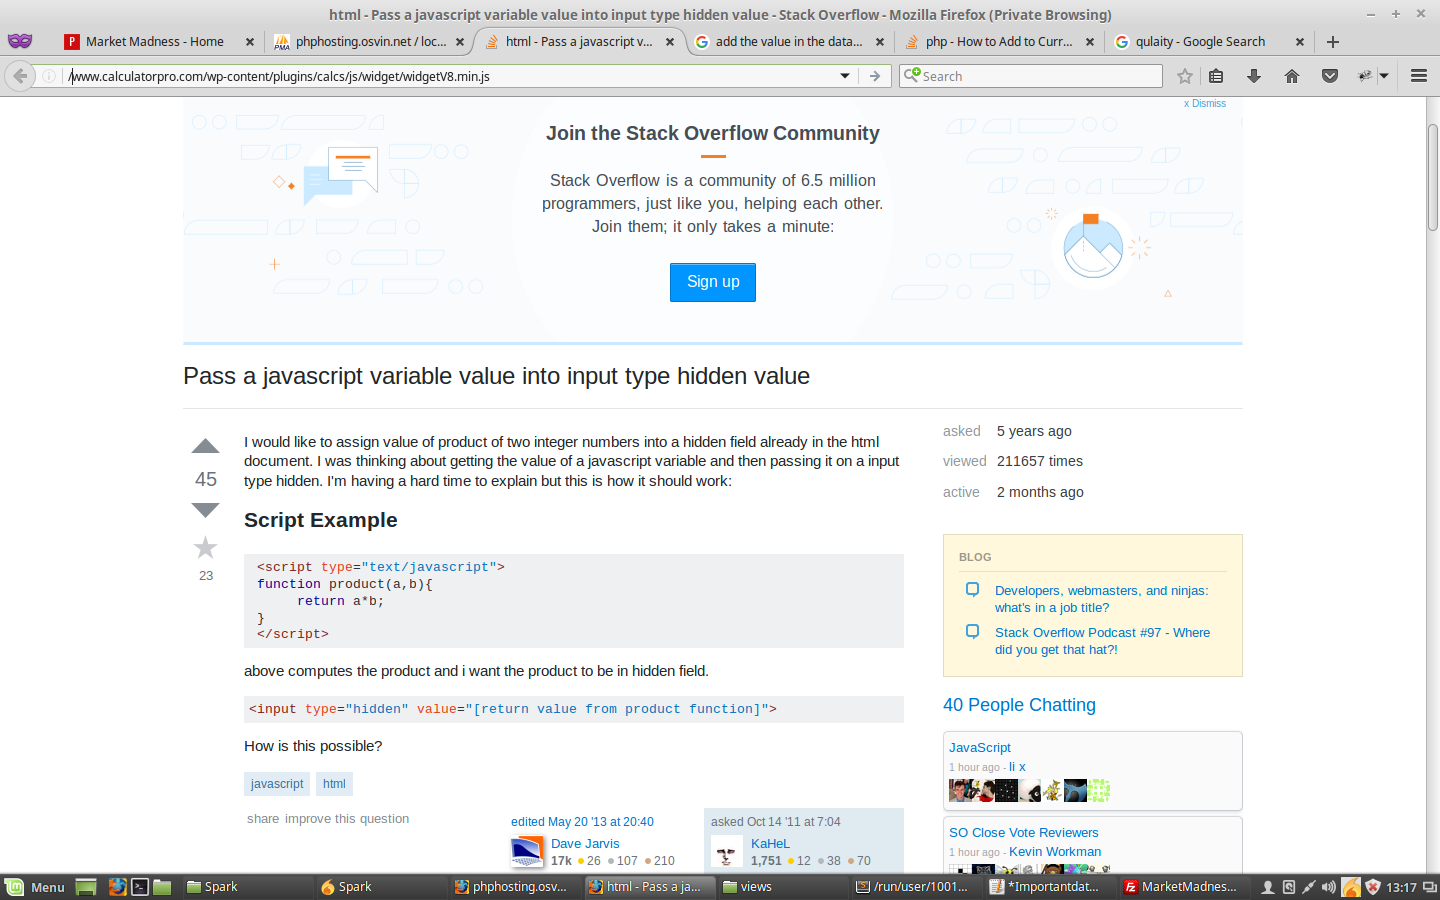 html - Pass a javascript variable value into input type hidden value - Stack Overflow - Mozilla Firefox (Private Browsing)
Market Madness - Home
phphosting.osvin.net / loc...
html - Pass a javascript v...
add the value in the data...
php - How to Add to Curr...
qulaity - Google Search
/www.calculatorpro.com/wp-content/plugins/calcs/js/widget/widgetV8.min.js
Search
x Dismiss
Join the Stack Overflow Community
Stack Overflow is a community of 6.5 million
programmers, just like you, helping each other.
Join them; it only takes a minute:
Sign up
Pass a javascript variable value into input type hidden value
45
23
I would like to assign value of product of two integer numbers into a hidden field already in the html
document. I was thinking about getting the value of a javascript variable and then passing it on a input
type hidden. I'm having a hard time to explain but this is how it should work:
Script Example
<script type="text/javascript">
function product(a,b){
return a*b;
}
</script>
above computes the product and i want the product to be in hidden field.
<input type="hidden" value="[return value from product function]">
How is this possible?
javascript html
share improve this question
edited May 20 '13 at 20:40
Dave Jarvis
17k 26 107 210
asked Oct 14 '11 at 7:04
KaHeL
1,751 12 38 70
asked 5 years ago
viewed 211657 times
active 2 months ago
BLOG
Developers, webmasters, and ninjas:
what's in a job title?
Stack Overflow Podcast #97 - Where
did you get that hat?!
40 People Chatting
JavaScript
1 hour ago - li x
SO Close Vote Reviewers
1 hour ago - Kevin Workman
Menu
Spark
Spark
phphosting.osv...
html - Pass a ja...
views
/run/user/1001...
*Importantdat...
MarketMadnes...
13:17